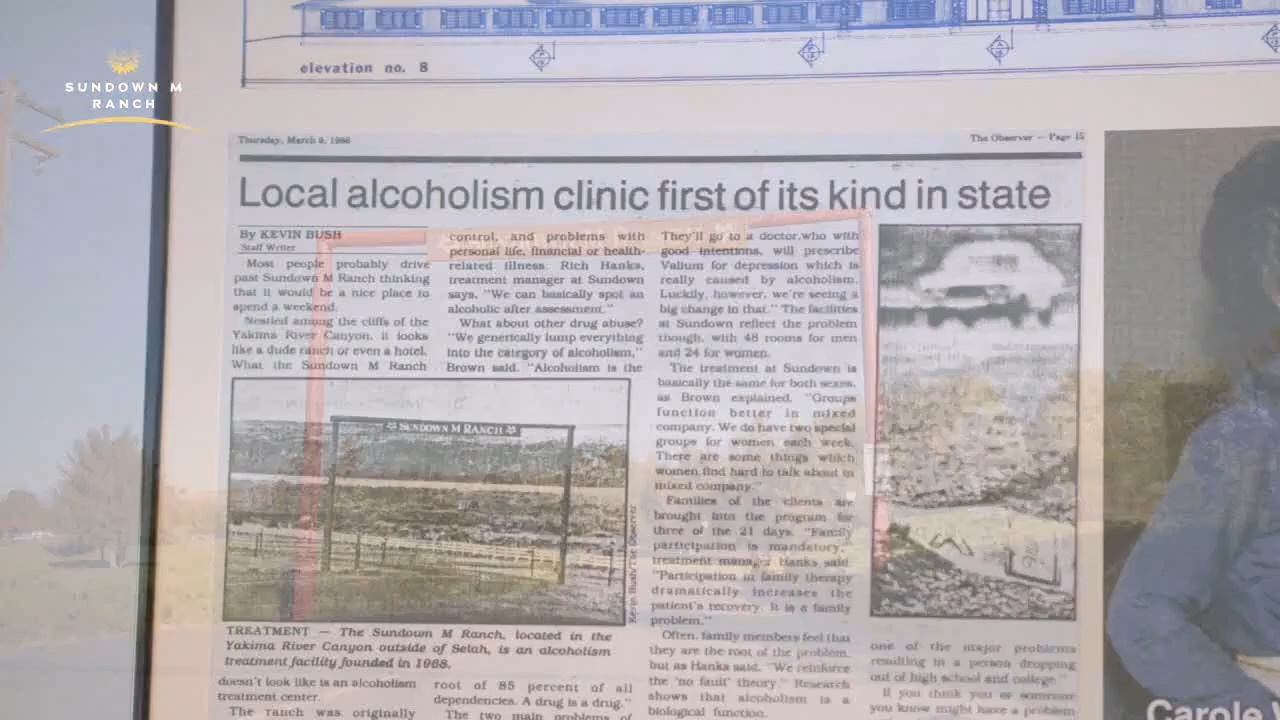 SUNDOWN M
RANCH
elevation no. 8
Thursday, March 9, 1988
The Observer — Page 15
Local alcoholism clinic first of its kind in state
By KEVIN BUSH
Staff Writer
Most people probably drive
past Sundown M Ranch thinking
that it would be a nice place to
spend a weekend.
Nestled among the cliffs of the
Yakima River Canyon, it looks
like a dude ranch or even a hotel.
What the Sundown M Ranch
SUNDOWN M RANCH
Kevin Bush/The Observer
TREATMENT — The Sundown M Ranch, located in the
Yakima River Canyon outside of Selah, is an alcoholism
treatment facility founded in 1968.
doesn't look like is an alcoholism
treatment center.
The ranch was originally
control, and problems with
personal life, financial or health-
related illness. Rich Hanks,
treatment manager at Sundown
says, "We can basically spot an
alcoholic after assessment."
What about other drug abuse?
"We generically lump everything
into the category of alcoholism,"
Brown said. "Alcoholism is the
root of 85 percent of all
dependencies. A drug is a drug."
The two main problems of
They'll go to a doctor, who with
good intentions, will prescribe
Valium for depression which is
really caused by alcoholism.
Luckily, however, we're seeing a
big change in that." The facilities
at Sundown reflect the problem
though, with 48 rooms for men
and 24 for women.
The treatment at Sundown is
basically the same for both sexes,
as Brown explained, "Groups
function better in mixed
company. We do have two special
groups for women each week.
There are some things which
women find hard to talk about in
mixed company."
Families of the clients are
brought into the program for
three of the 21 days. "Family
participation is mandatory,"
treatment manager Hanks said.
"Participation in family therapy
dramatically increases the
patient's recovery. It is a family
problem."
Often, family members feel that
they are the root of the problem,
but as Hanks said, "We reinforce
the 'no fault' theory." Research
shows that alcoholism is a
biological function.
one of the major problems
resulting in a person dropping
out of high school and college."
If you think you or someone
you know might have a problem
Carole